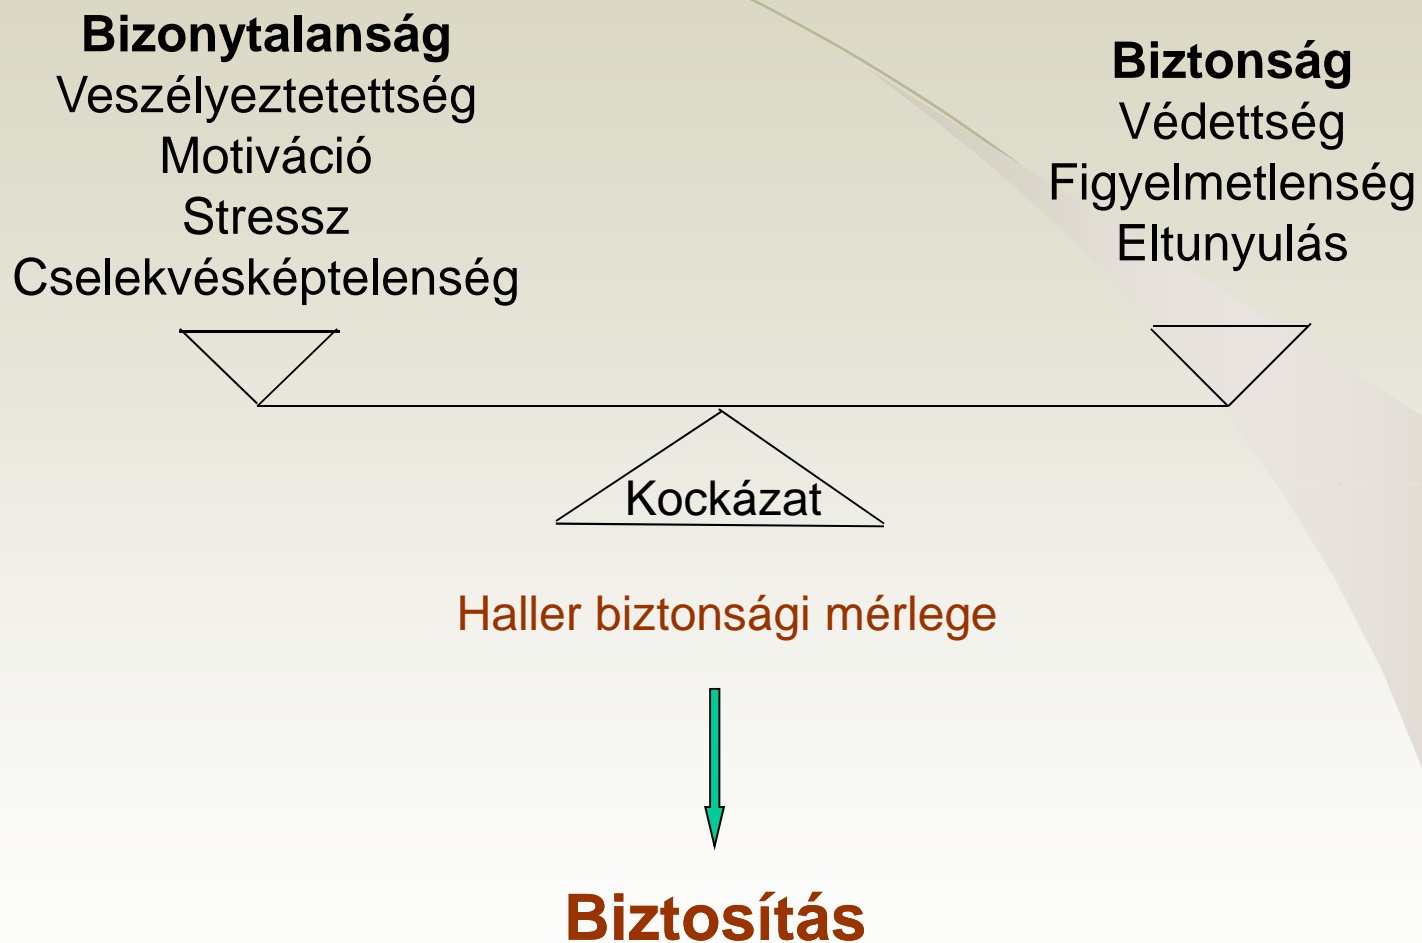 Bizonytalanság
Veszélyeztetettség
Motiváció
Stressz
Cselekvésképtelenség
Biztonság
Védettség
Figyelmetlenség
Eltunyulás
Kockázat
Haller biztonsági mérlege
Biztosítás